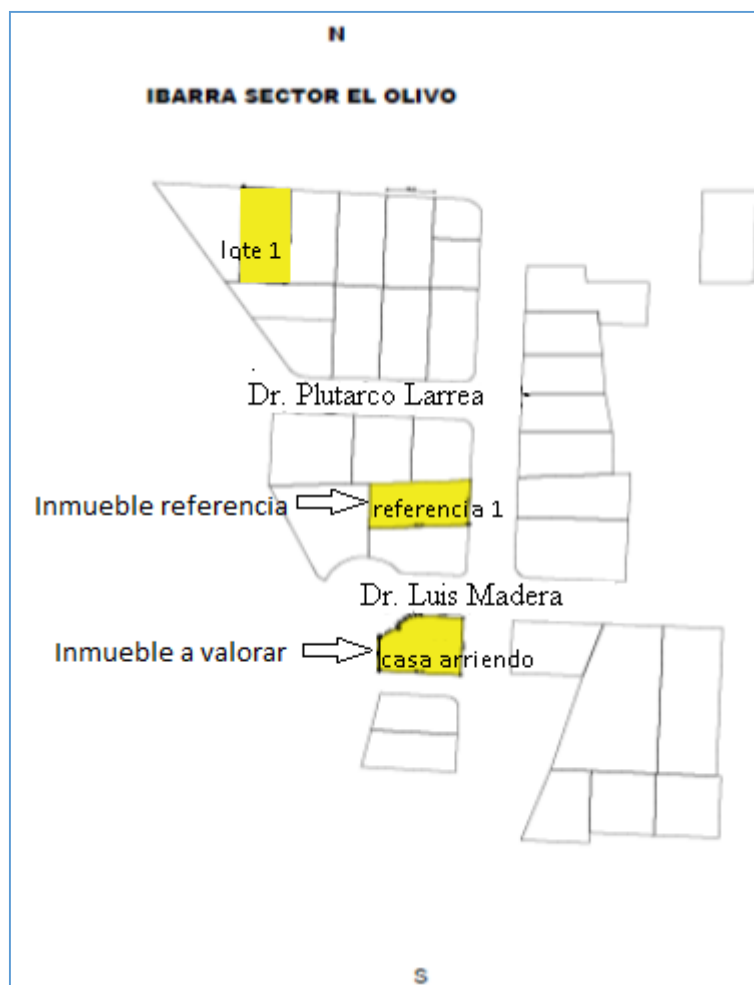 N
IBARRA SECTOR EL OLIVO
lote 1
Dr. Plutarco Larrea
Inmueble referencia
referencia 1
Dr. Luis Madera
Inmueble a valorar
casa arriendo
S